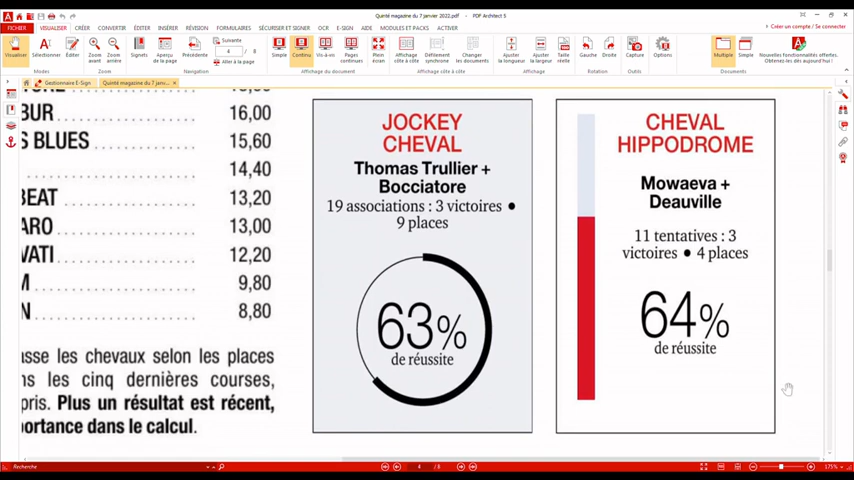 Quinté magazine du 7 janvier 2022.pdf - PDF Architect 5
FICHIER VISUALISER CRÉER CONVERTIR ÉDITER INSÉRER RÉVISION FORMULAIRES SÉCURISER ET SIGNER OCR E-SIGN AIDE MODULES ET PACKS ACTIVER
Créer un compte / Se connecter
Visualiser Sélectionner Éditer
Zoom avant
Zoom arrière
Signets
Aperçu de la page
Précédente
Suivante
4 / 8
Aller à la page
Simple Continu Vis-à-vis
Pages continues
Plein écran
Affichage côte à côte
Défilement synchrone
Changer les documents
Ajuster la longueur
Ajuster la largeur
Taille réelle
Gauche Droite
Capture
Options
Multiple Simple
Nouvelles fonctionnalités offertes.
Obtenez-les dès aujourd'hui!
Modes Zoom Navigation Affichage du document Affichage côte à côte Rotation Outils Documents
Gestionnaire E-Sign
Quinté magazine du 7 janv...
BUR 16,00
S BLUES 15,60
14,40
BEAT 13,20
ARO 13,00
VATI 12,20
M 9,80
N 8,80
asse les chevaux selon les places
ns les cinq dernières courses,
pris. Plus un résultat est récent,
portance dans le calcul.
JOCKEY
CHEVAL
Thomas Trullier +
Bocciatore
19 associations : 3 victoires ●
9 places
63%
de réussite
CHEVAL
HIPPODROME
Mowaeva +
Deauville
11 tentatives : 3
victoires ● 4 places
64%
de réussite
Recherche
4 / 8
175%